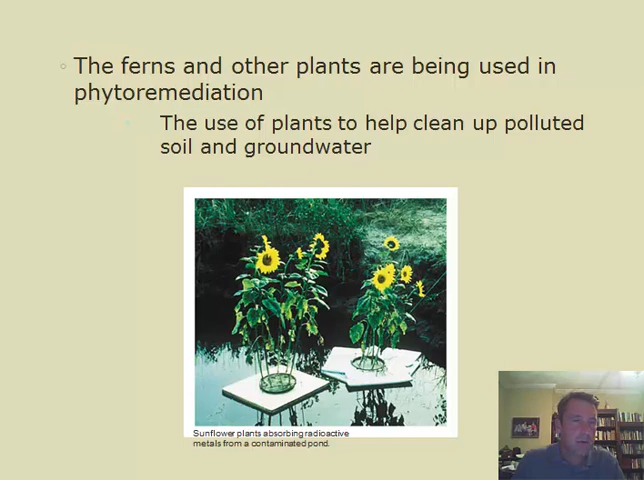 The ferns and other plants are being used in
phytoremediation
The use of plants to help clean up polluted
soil and groundwater
Sunflower plants absorbing radioactive
metals from a contaminated pond.